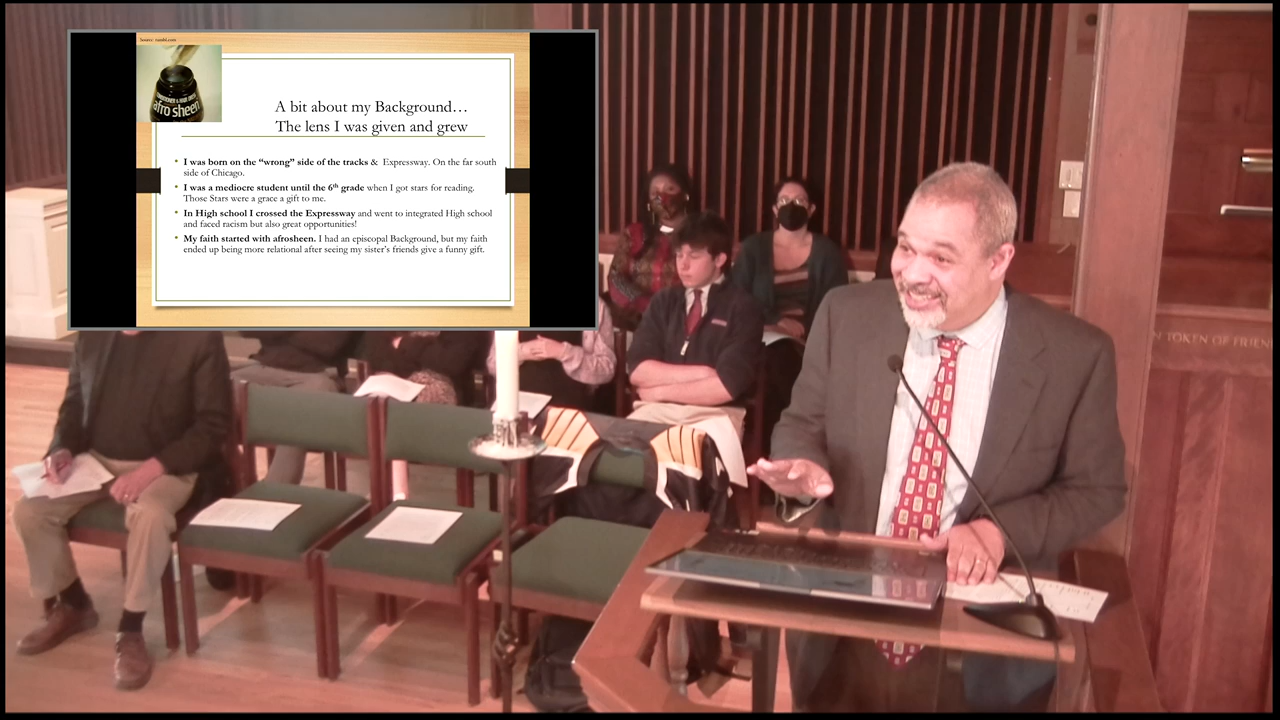 Source: tumblr.com
afro sheen
A bit about my Background…
The lens I was given and grew
• I was born on the “wrong” side of the tracks & Expressway. On the far south
side of Chicago.
• I was a mediocre student until the 6th grade when I got stars for reading.
Those Stars were a grace a gift to me.
• In High school I crossed the Expressway and went to integrated High school
and faced racism but also great opportunities!
• My faith started with afrosheen. I had an episcopal Background, but my faith
ended up being more relational after seeing my sister’s friends give a funny gift.
N TOKEN OF FRIEN